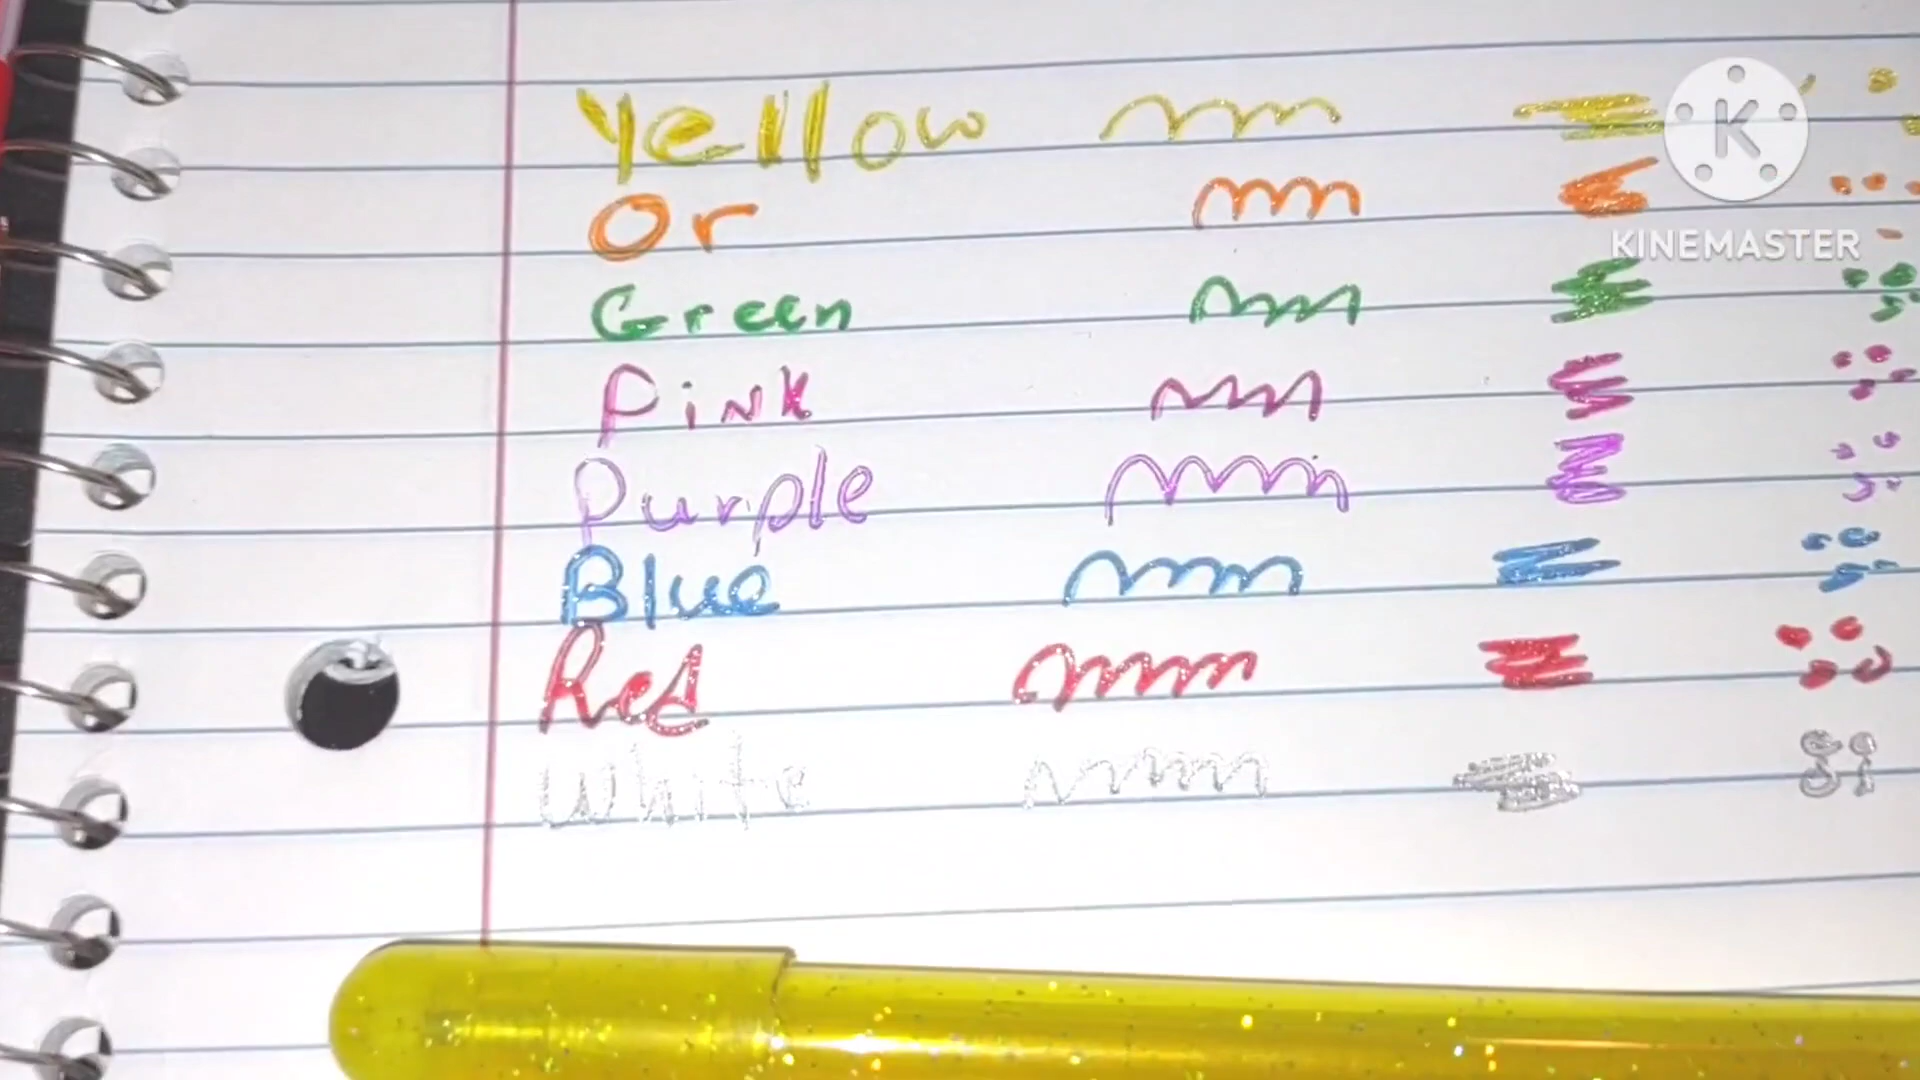 Yellow
Or
Green
Pink
Purple
Blue
Red
White
K
KINEMASTER